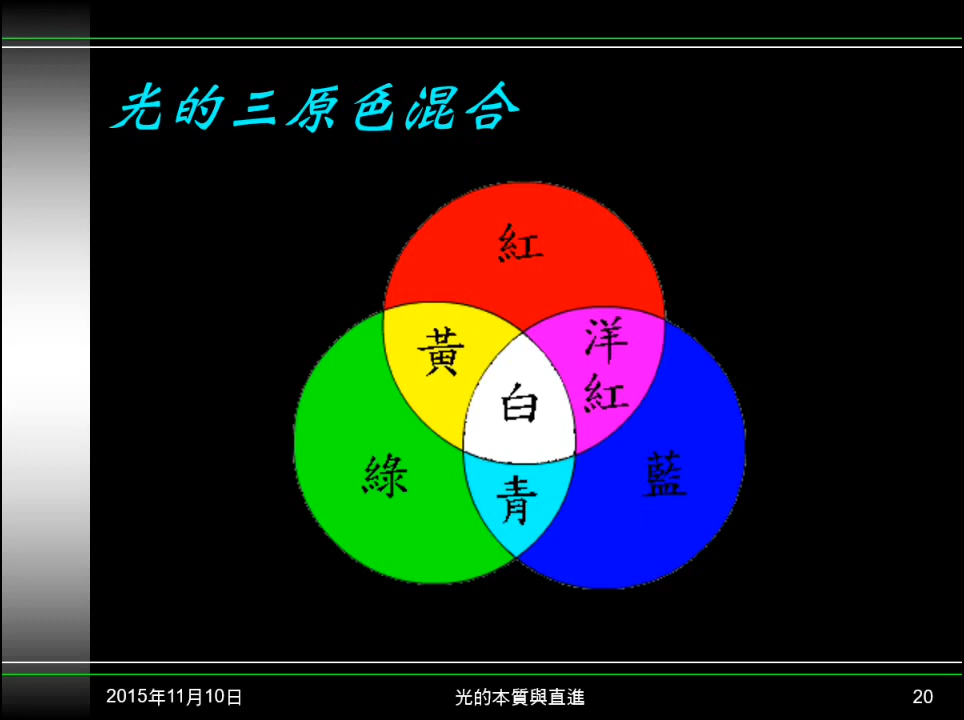 光的三原色混合
紅
黃
洋
紅
白
綠
青
藍
2015年11月10日
光的本質與直進
20